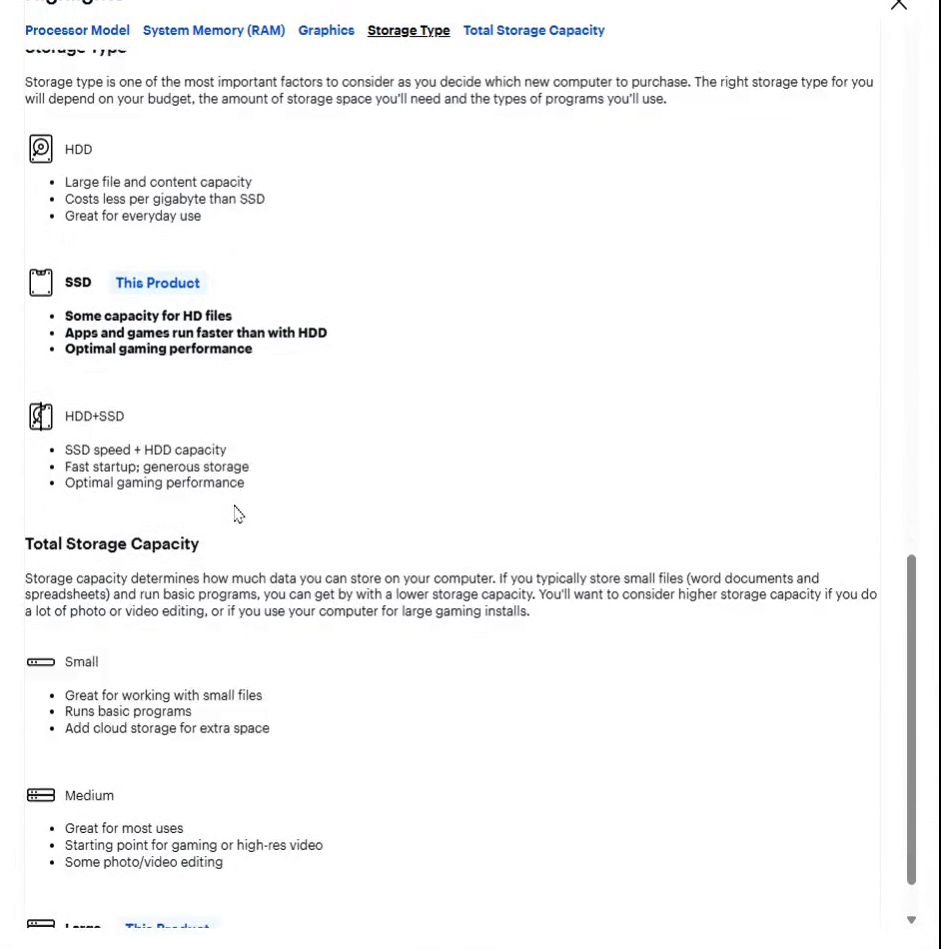 Processor Model System Memory (RAM) Graphics Storage Type Total Storage Capacity
Storage Type
Storage type is one of the most important factors to consider as you decide which new computer to purchase. The right storage type for you
will depend on your budget, the amount of storage space you'll need and the types of programs you'll use.
HDD
• Large file and content capacity
• Costs less per gigabyte than SSD
• Great for everyday use
SSD This Product
• Some capacity for HD files
• Apps and games run faster than with HDD
• Optimal gaming performance
HDD+SSD
• SSD speed + HDD capacity
• Fast startup; generous storage
• Optimal gaming performance
Total Storage Capacity
Storage capacity determines how much data you can store on your computer. If you typically store small files (word documents and
spreadsheets) and run basic programs, you can get by with a lower storage capacity. You'll want to consider higher storage capacity if you do
a lot of photo or video editing, or if you use your computer for large gaming installs.
Small
• Great for working with small files
• Runs basic programs
• Add cloud storage for extra space
Medium
• Great for most uses
• Starting point for gaming or high-res video
• Some photo/video editing
Large This Product